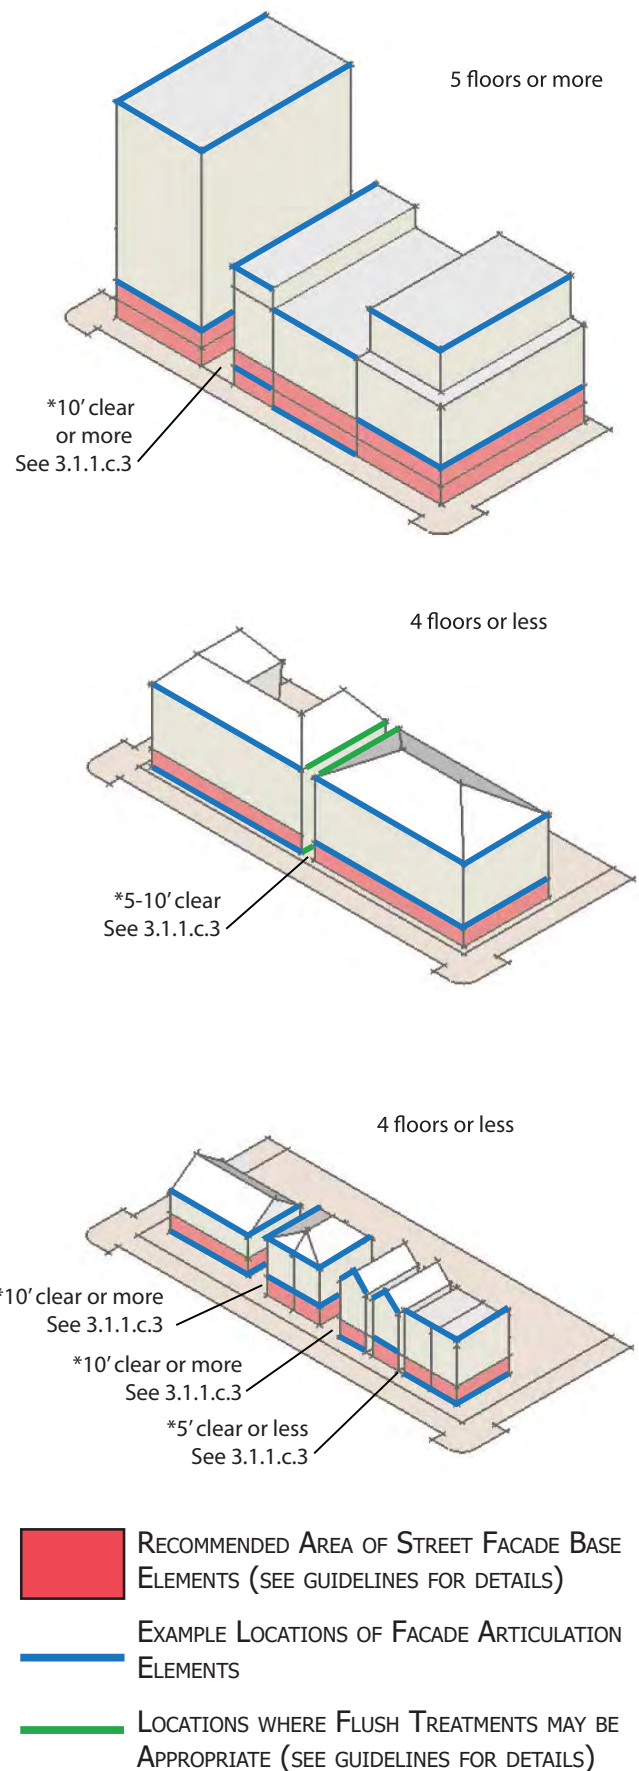 5 floors or more
*10’ clear
or more
See 3.1.1.c.3
4 floors or less
*5-10’ clear
See 3.1.1.c.3
4 floors or less
*10’ clear or more
See 3.1.1.c.3
*10’ clear or more
See 3.1.1.c.3
*5’ clear or less
See 3.1.1.c.3
RECOMMENDED AREA OF STREET FACADE BASE
ELEMENTS (SEE GUIDELINES FOR DETAILS)
EXAMPLE LOCATIONS OF FACADE ARTICULATION
ELEMENTS
LOCATIONS WHERE FLUSH TREATMENTS MAY BE
APPROPRIATE (SEE GUIDELINES FOR DETAILS)